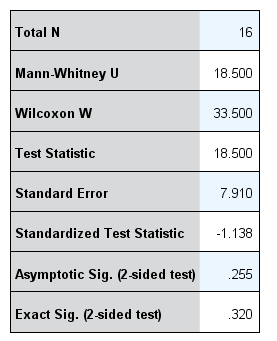 Total N 16
Mann-Whitney U 18.500
Wilcoxon W 33.500
Test Statistic 18.500
Standard Error 7.910
Standardized Test Statistic -1.138
Asymptotic Sig. (2-sided test) .255
Exact Sig. (2-sided test) .320